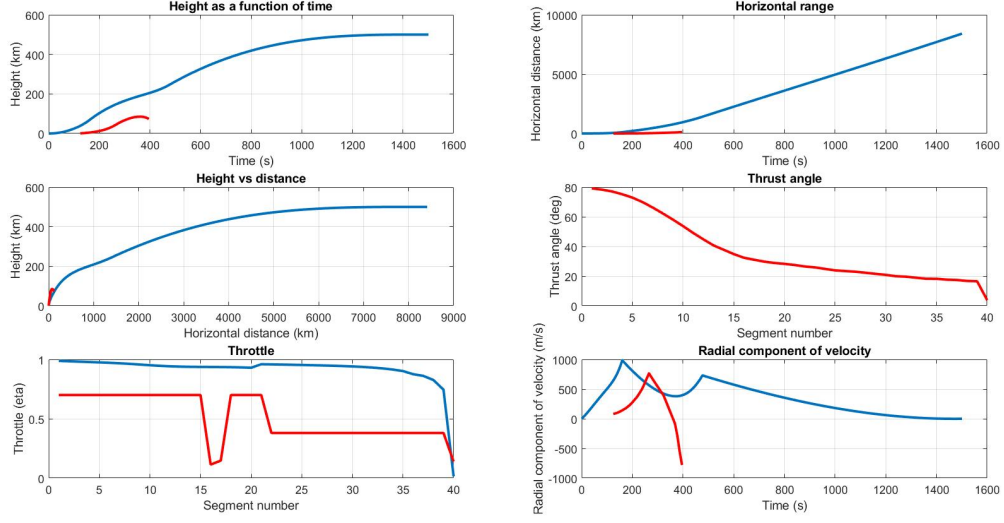 Height as a function of time
Height (km)
600
400
200
0
0 200 400 600 800 1000 1200 1400 1600
Time (s)
Horizontal range
Horizontal distance (km)
10000
5000
0
0 200 400 600 800 1000 1200 1400 1600
Time (s)
Height vs distance
Height (km)
600
400
200
0
0 1000 2000 3000 4000 5000 6000 7000 8000 9000
Horizontal distance (km)
Thrust angle
Thrust angle (deg)
80
60
40
20
0
0 5 10 15 20 25 30 35 40
Segment number
Throttle
Throttle (eta)
1
0.5
0
0 5 10 15 20 25 30 35 40
Segment number
Radial component of velocity
Radial component of velocity (m/s)
1000
500
0
-500
-1000
0 200 400 600 800 1000 1200 1400 1600
Time (s)